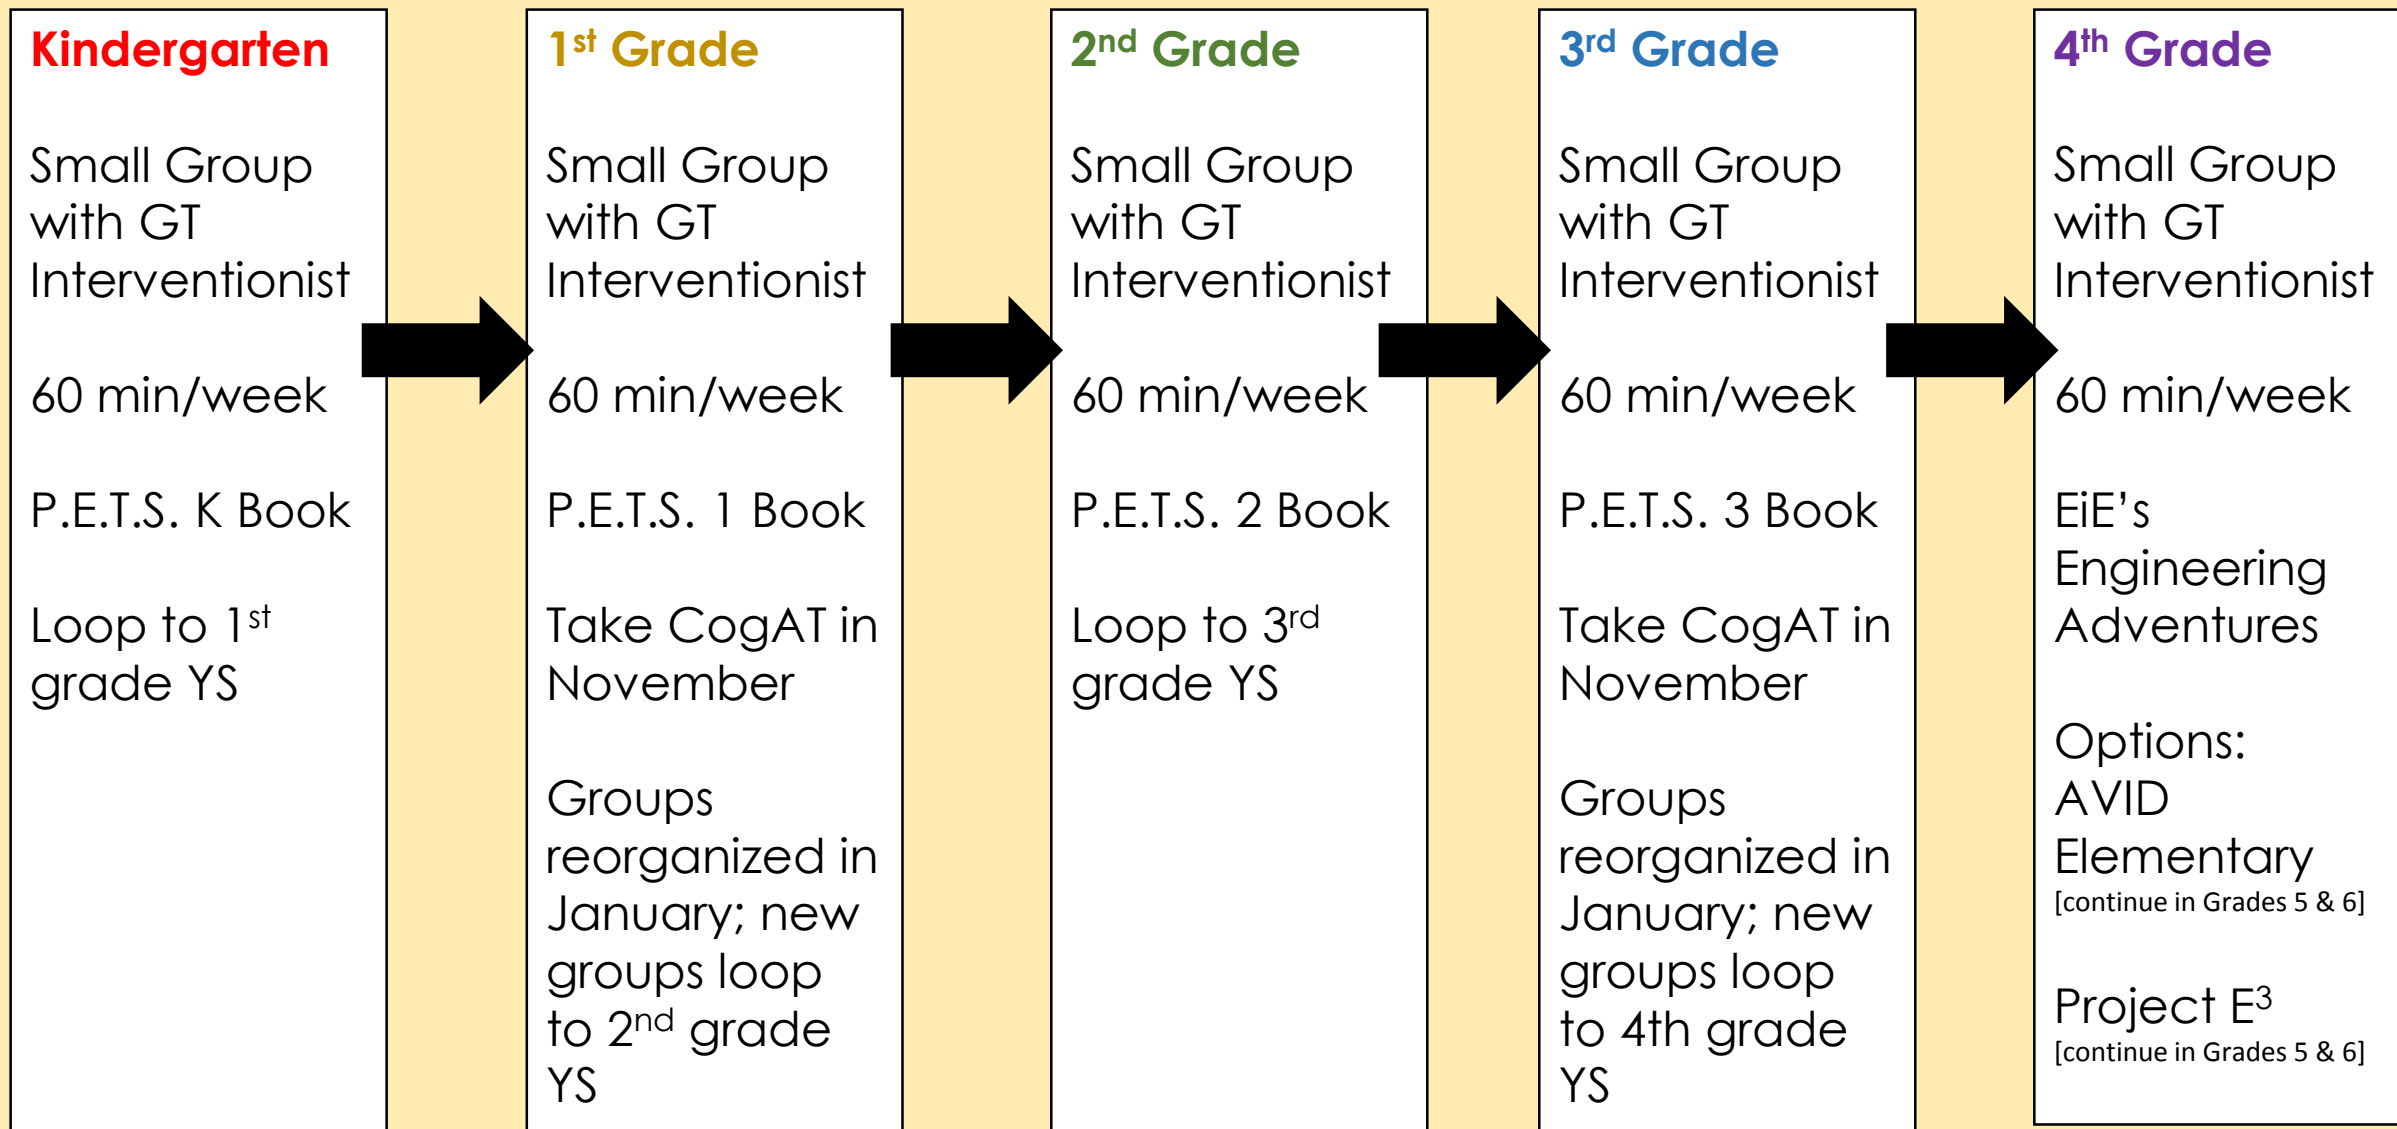 Kindergarten
Small Group
with GT
Interventionist
60 min/week
P.E.T.S. K Book
Loop to 1st
grade YS
1st Grade
Small Group
with GT
Interventionist
60 min/week
P.E.T.S. 1 Book
Take CogAT in
November
Groups
reorganized in
January; new
groups loop
to 2nd grade
YS
2nd Grade
Small Group
with GT
Interventionist
60 min/week
P.E.T.S. 2 Book
Loop to 3rd
grade YS
3rd Grade
Small Group
with GT
Interventionist
60 min/week
P.E.T.S. 3 Book
Take CogAT in
November
Groups
reorganized in
January; new
groups loop
to 4th grade
YS
4th Grade
Small Group
with GT
Interventionist
60 min/week
EiE’s
Engineering
Adventures
Options:
AVID
Elementary
[continue in Grades 5 & 6]
Project E³
[continue in Grades 5 & 6]